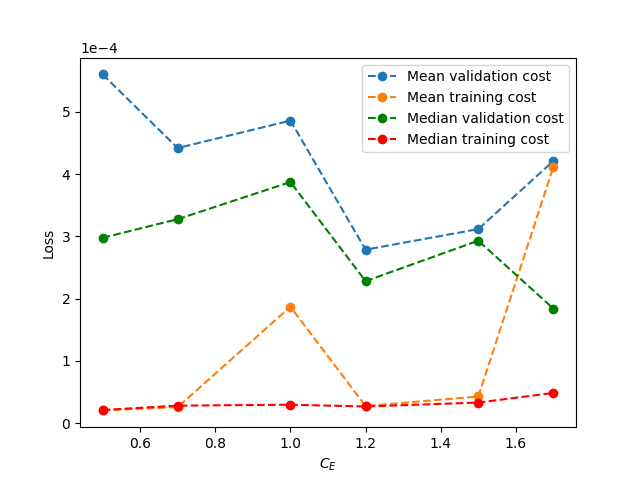 1e−4
Mean validation cost
Mean training cost
Median validation cost
Median training cost
5
4
3
2
1
0
Loss
0.6 0.8 1.0 1.2 1.4 1.6
C_E